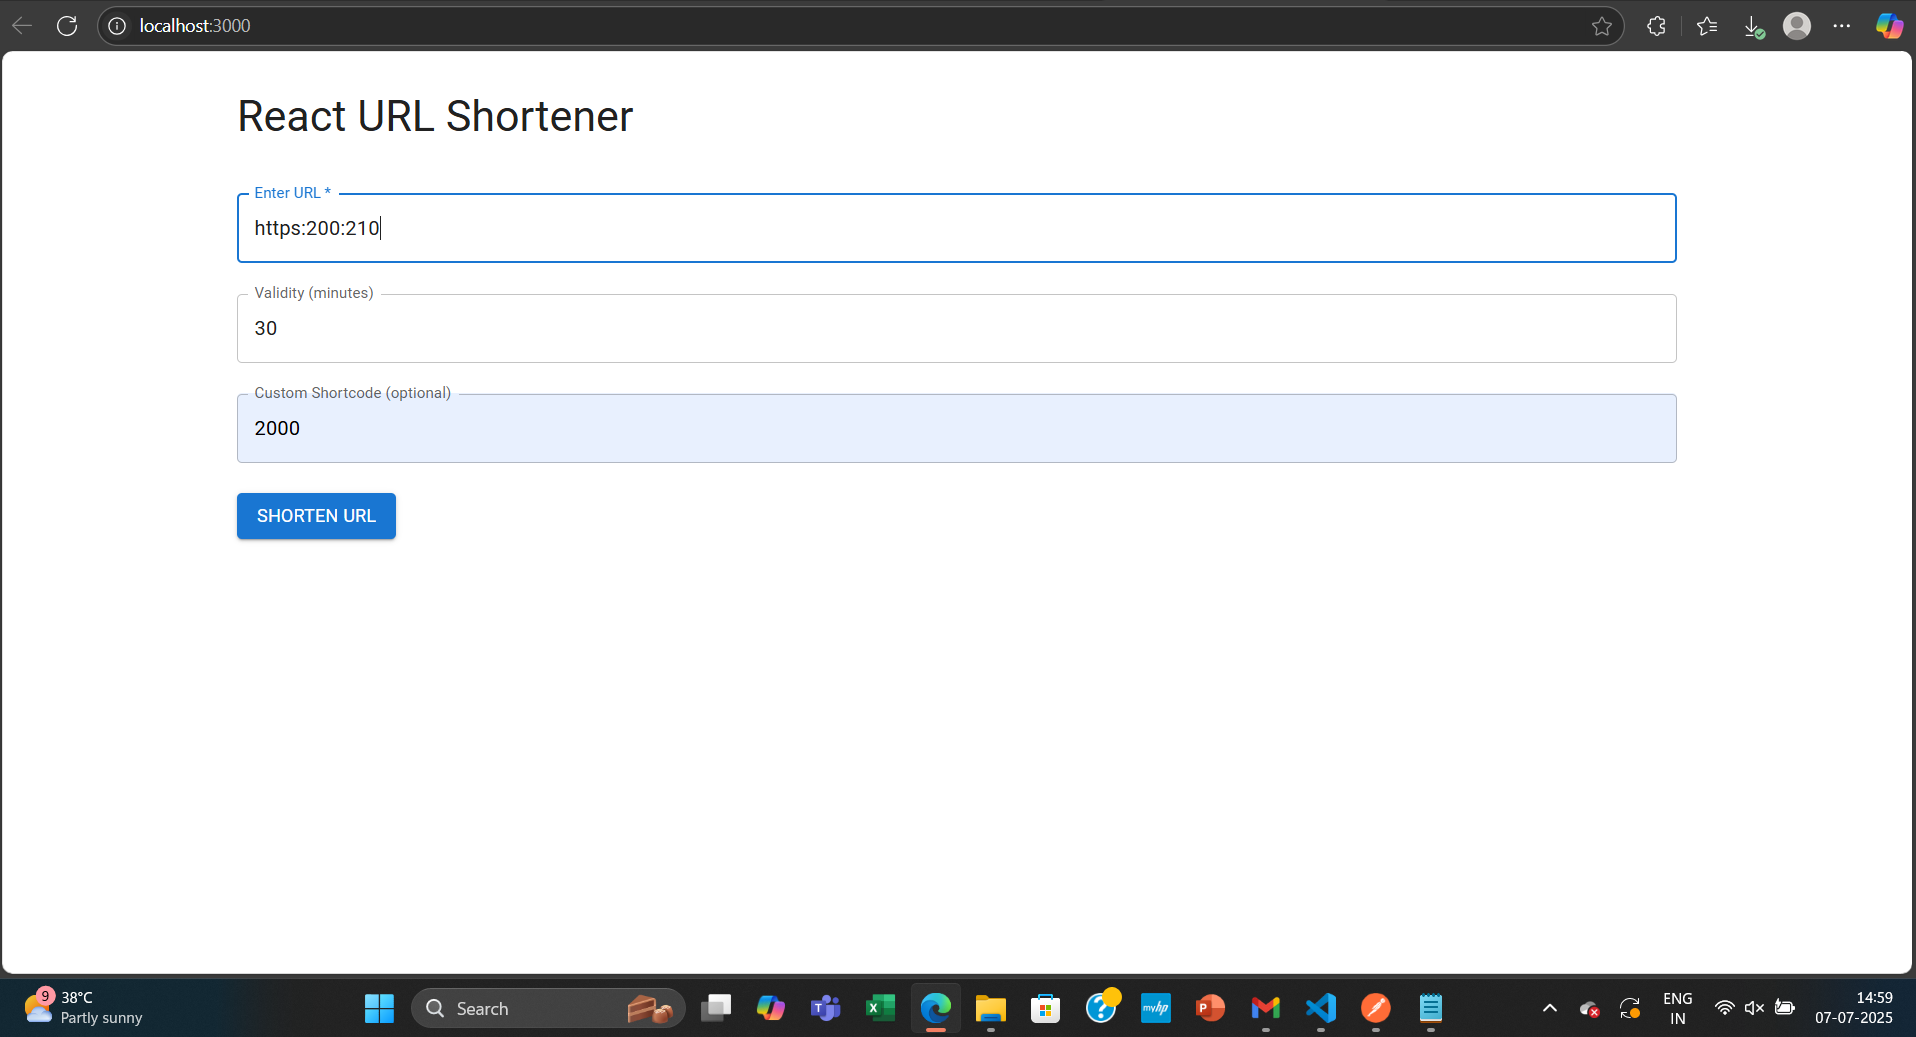 localhost:3000
React URL Shortener
Enter URL *
https:200:210
Validity (minutes)
30
Custom Shortcode (optional)
2000
SHORTEN URL
9
38°C
Partly sunny
Search
T
X
?
myhp
P
ENG
IN
14:59
07-07-2025